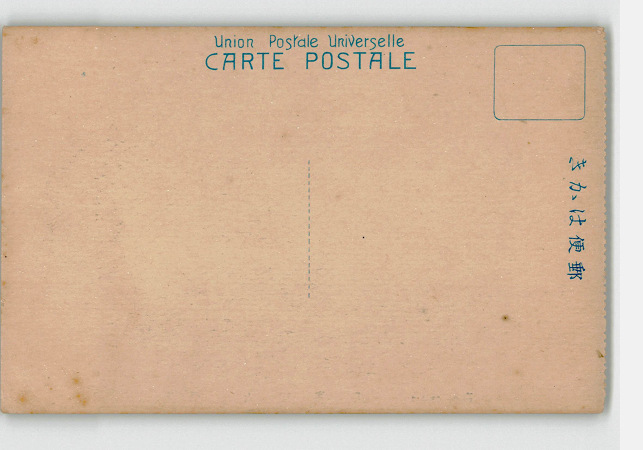 Union Postale Universelle
CARTE POSTALE
きかは便郵